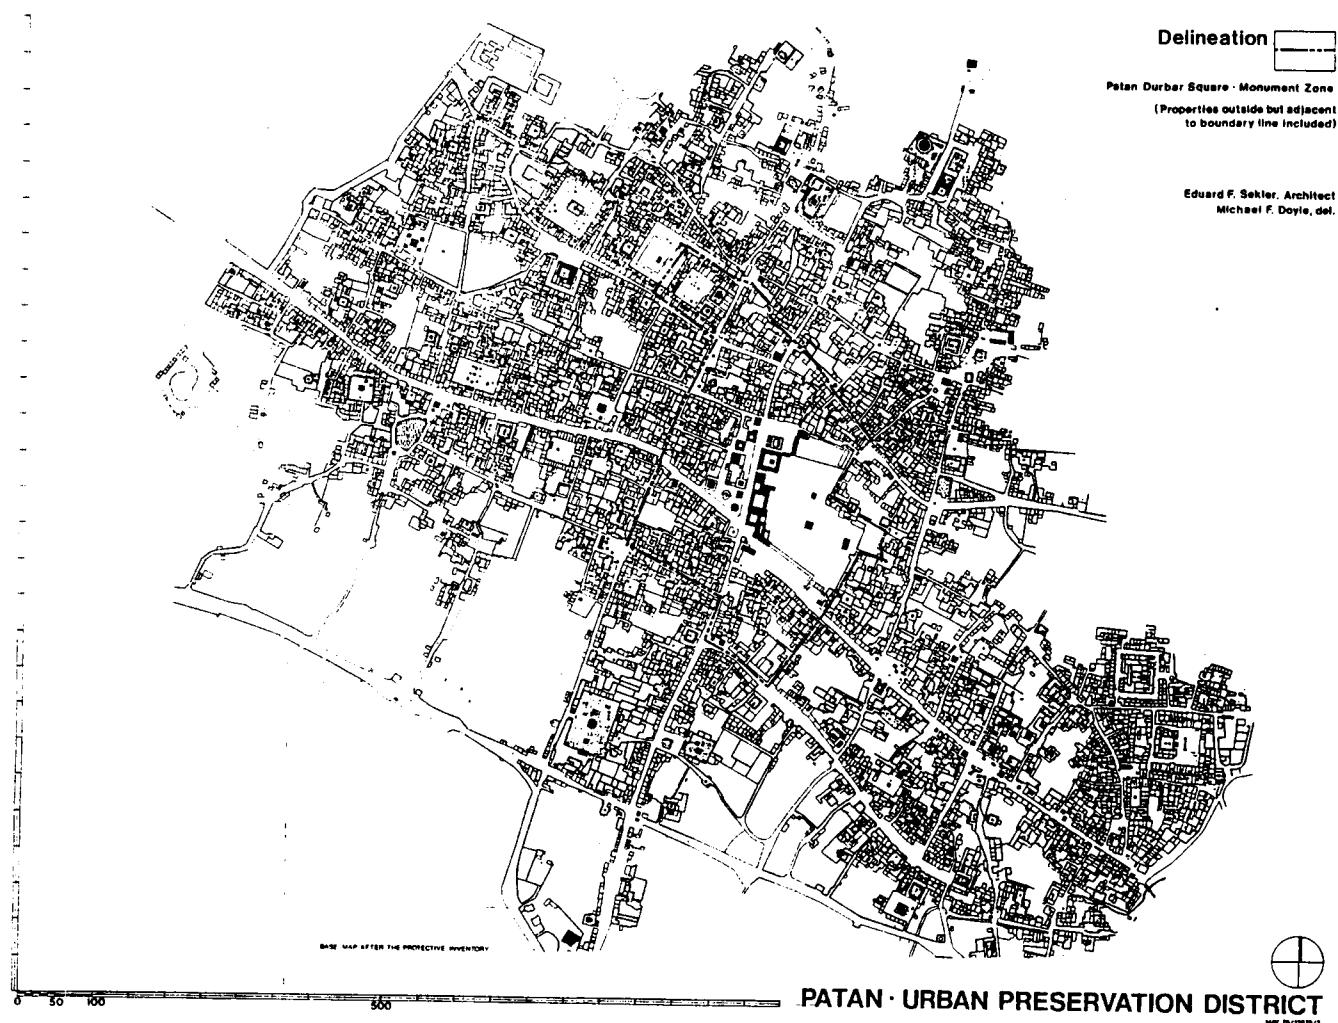 Delineation
Patan Durbar Square · Monument Zone
(Properties outside but adjacent
to boundary line included)
Eduard F. Sekler, Architect
Michael F. Doyle, del.
BASE MAP AFTER THE PROTECTIVE INVENTORY
0 50 100 500
PATAN · URBAN PRESERVATION DISTRICT